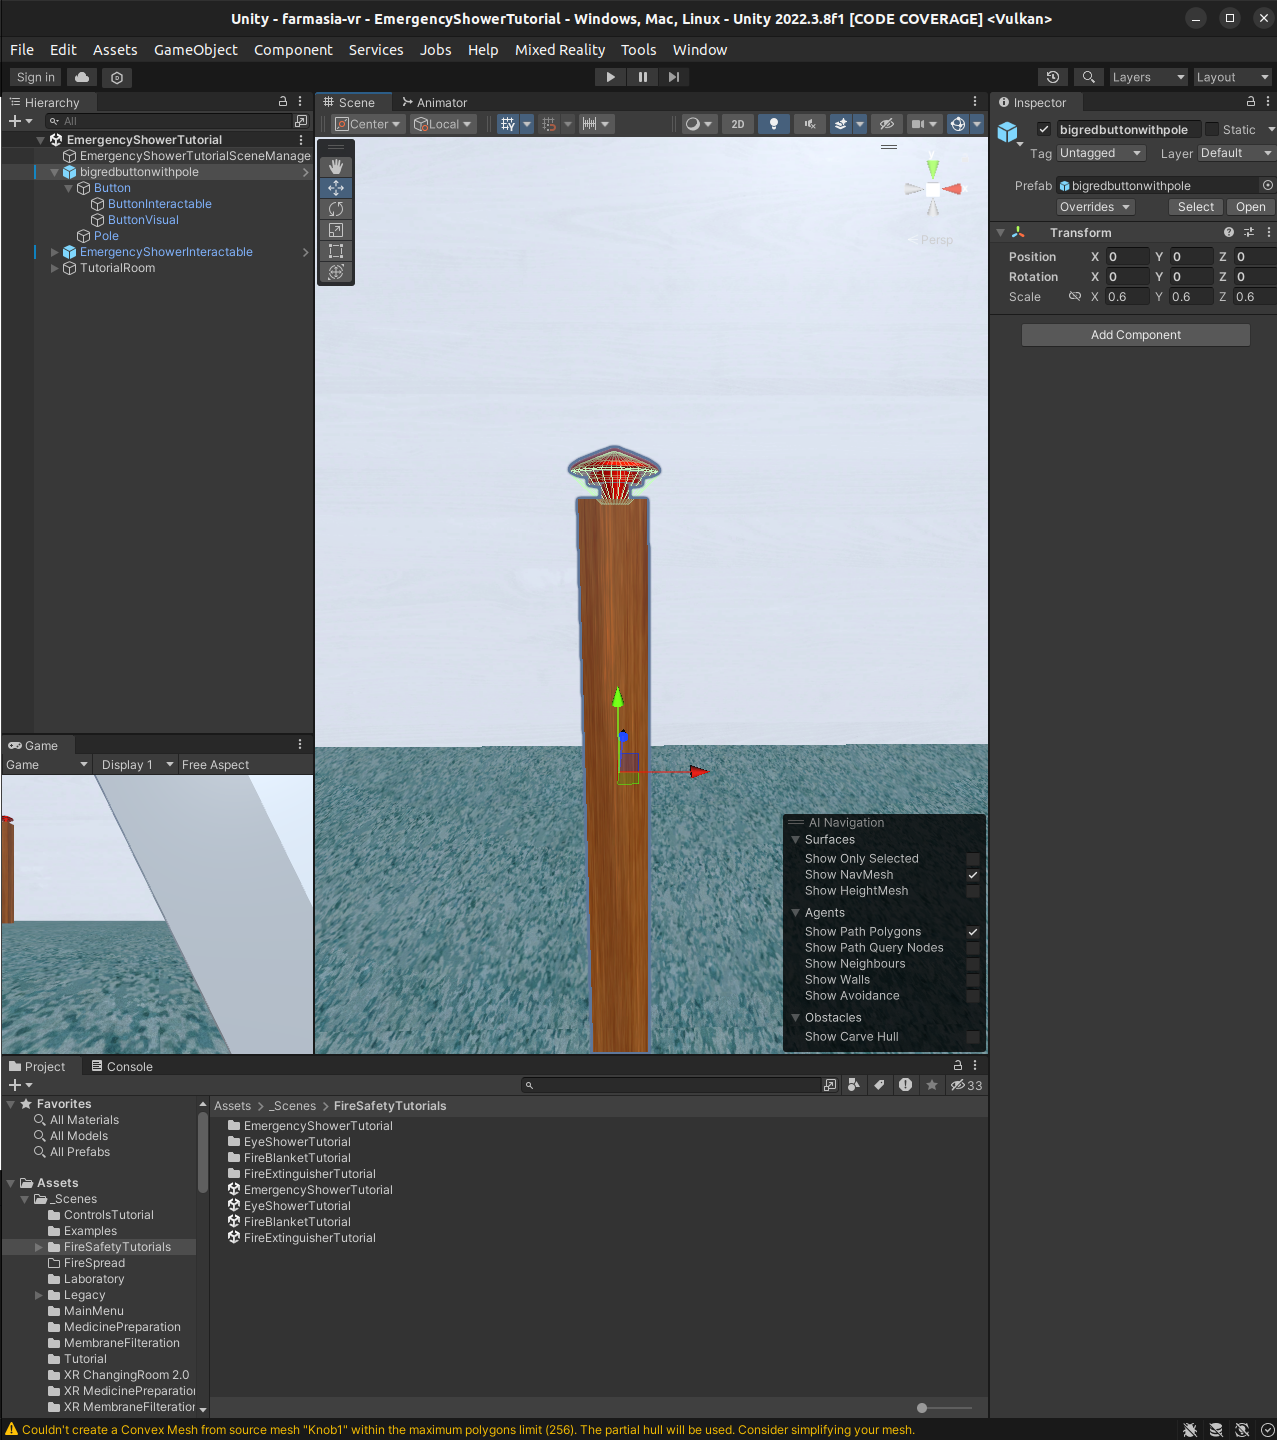 Unity - farmasia-vr - EmergencyShowerTutorial - Windows, Mac, Linux - Unity 2022.3.8f1 [CODE COVERAGE] <Vulkan>
File Edit Assets GameObject Component Services Jobs Help Mixed Reality Tools Window
Sign in Layers Layout
Hierarchy
All
EmergencyShowerTutorial
EmergencyShowerTutorialSceneManage
bigredbuttonwithpole
Button
ButtonInteractable
ButtonVisual
Pole
EmergencyShowerInteractable
TutorialRoom
Scene Animator
Center Local 2D
Y
Persp
Inspector
bigredbuttonwithpole Static
Tag Untagged Layer Default
Prefab bigredbuttonwithpole
Overrides Select Open
Transform
Position X 0 Y 0 Z 0
Rotation X 0 Y 0 Z 0
Scale X 0.6 Y 0.6 Z 0.6
Add Component
Game
Game Display 1 Free Aspect
AI Navigation
Surfaces
Show Only Selected
Show NavMesh
Show HeightMesh
Agents
Show Path Polygons
Show Path Query Nodes
Show Neighbours
Show Walls
Show Avoidance
Obstacles
Show Carve Hull
Project Console
33
Favorites
All Materials
All Models
All Prefabs
Assets
_Scenes
ControlsTutorial
Examples
FireSafetyTutorials
FireSpread
Laboratory
Legacy
MainMenu
MedicinePreparation
MembraneFilteration
Tutorial
XR ChangingRoom 2.0
XR MedicinePreparation
XR MembraneFilteration
Assets > _Scenes > FireSafetyTutorials
EmergencyShowerTutorial
EyeShowerTutorial
FireBlanketTutorial
FireExtinguisherTutorial
EmergencyShowerTutorial
EyeShowerTutorial
FireBlanketTutorial
FireExtinguisherTutorial
Couldn't create a Convex Mesh from source mesh "Knob1" within the maximum polygons limit (256). The partial hull will be used. Consider simplifying your mesh.